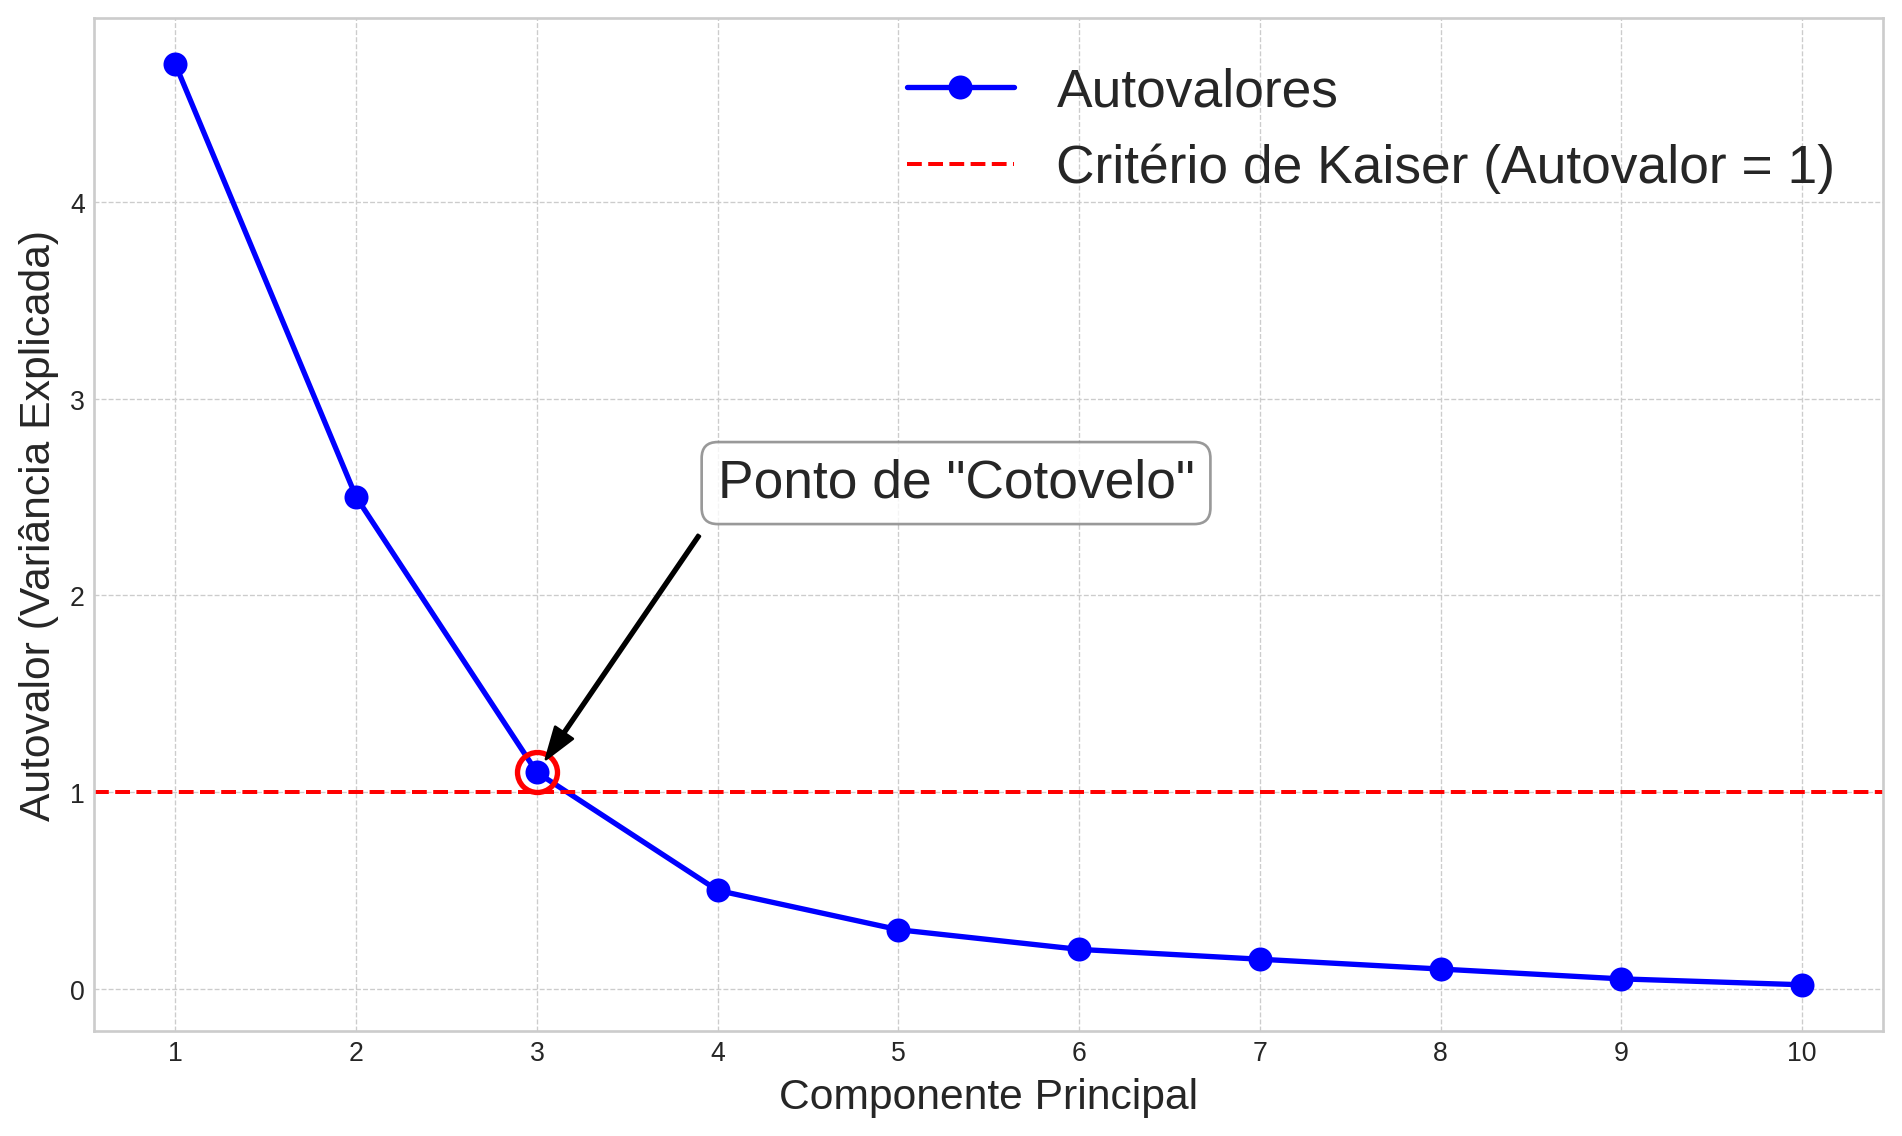 Autovalores
Critério de Kaiser (Autovalor = 1)
Ponto de "Cotovelo"
Autovalor (Variância Explicada)
4
3
2
1
0
1 2 3 4 5 6 7 8 9 10
Componente Principal